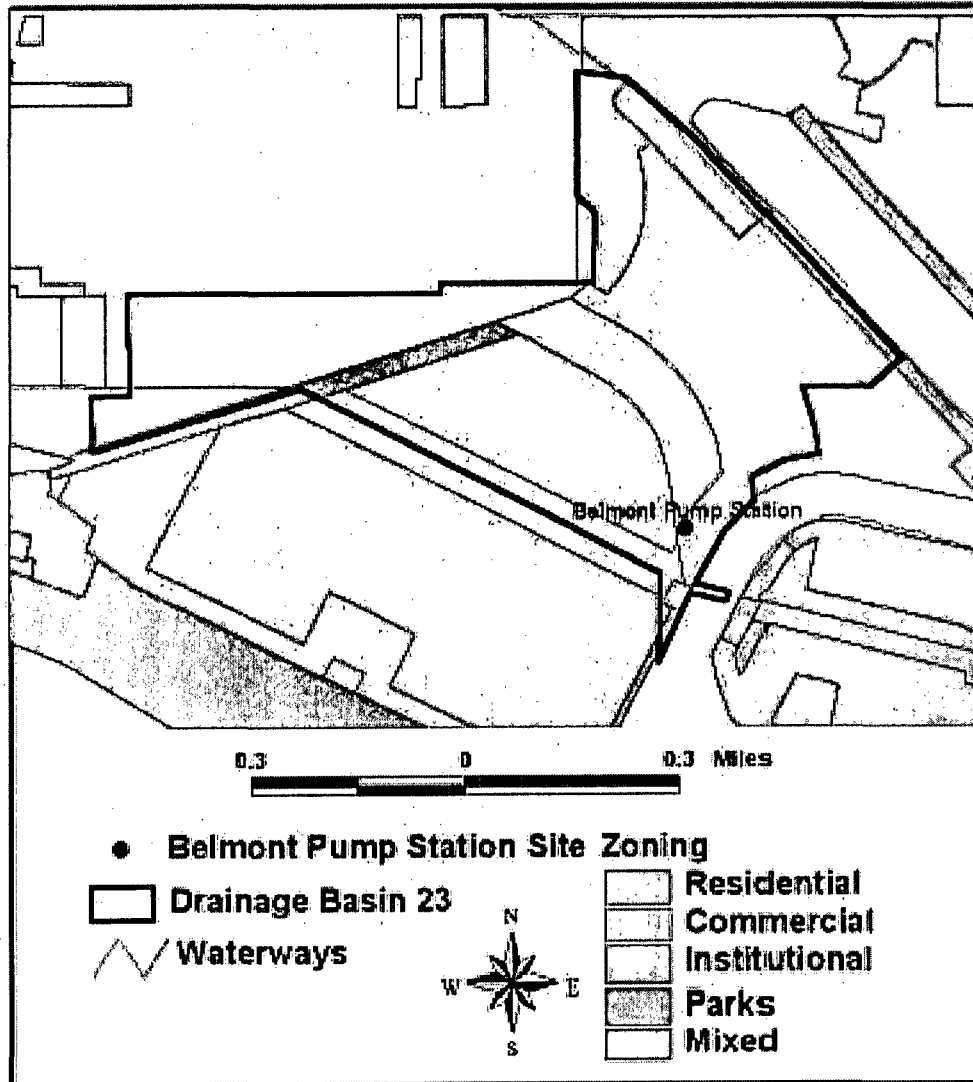 Belmont Pump Station
0.3 0 0.3 Miles
Belmont Pump Station Site Zoning
Drainage Basin 23
Waterways
N
W E
S
Residential
Commercial
Institutional
Parks
Mixed